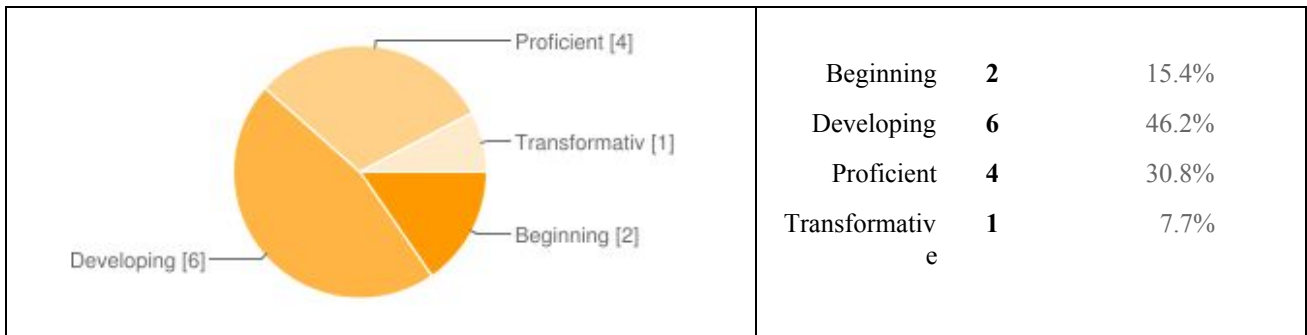 Proficient [4]
Transformativ [1]
Beginning [2]
Developing [6]
Beginning 2 15.4%
Developing 6 46.2%
Proficient 4 30.8%
Transformativ 1 7.7%
e